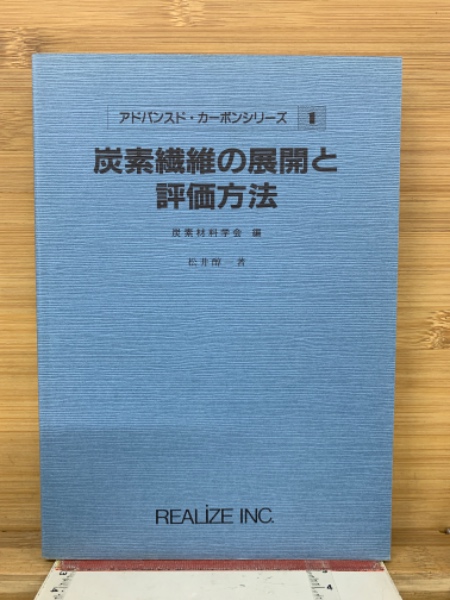 アドバンスド・カーボンシリーズ 1
炭素繊維の展開と
評価方法
炭素材料学会 編
松井醇一 著
REALIZE INC.